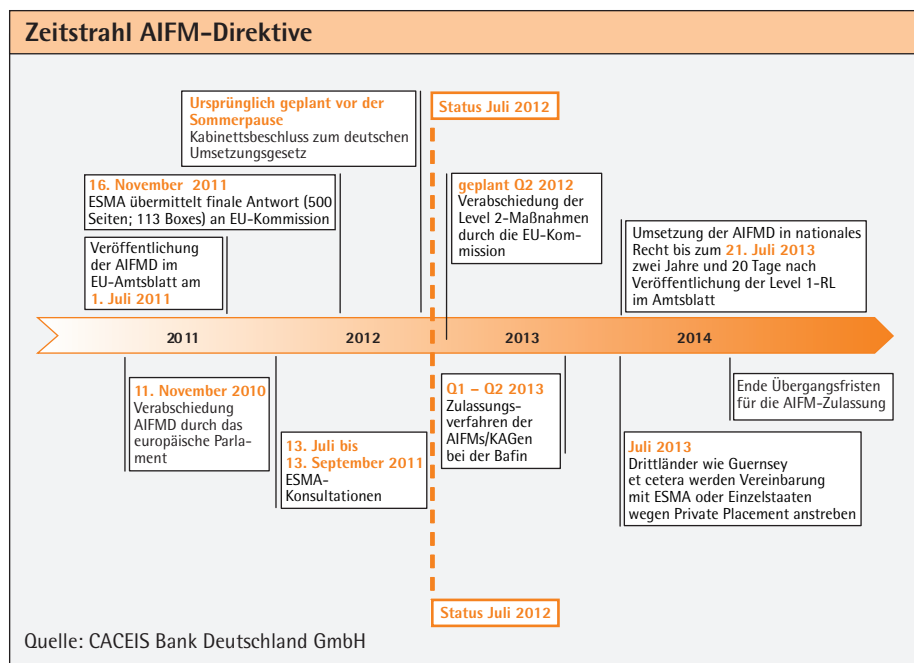 Zeitstrahl AIFM-Direktive
Ursprünglich geplant vor der
Sommerpause
Kabinettsbeschluss zum deutschen
Umsetzungsgesetz
Status Juli 2012
16. November 2011
ESMA übermittelt finale Antwort (500
Seiten; 113 Boxes) an EU-Kommission
geplant Q2 2012
Verabschiedung der
Level 2-Maßnahmen
durch die EU-Kom-
mission
Veröffentlichung
der AIFMD im
EU-Amtsblatt am
1. Juli 2011
Umsetzung der AIFMD in nationales
Recht bis zum 21. Juli 2013
zwei Jahre und 20 Tage nach
Veröffentlichung der Level 1-RL
im Amtsblatt
2011
2012
2013
2014
11. November 2010
Verabschiedung
AIFMD durch das
europäische Parla-
ment
13. Juli bis
13. September 2011
ESMA-
Konsultationen
Q1 – Q2 2013
Zulassungs-
verfahren der
AIFMs/KAGen
bei der Bafin
Ende Übergangsfristen
für die AIFM-Zulassung
Juli 2013
Drittländer wie Guernsey
et cetera werden Vereinbarung
mit ESMA oder Einzelstaaten
wegen Private Placement anstreben
Status Juli 2012
Quelle: CACEIS Bank Deutschland GmbH